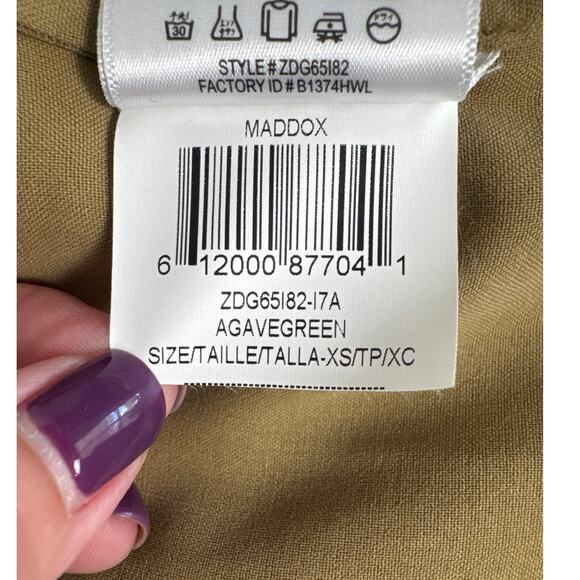 30
STYLE # ZDG65I82
FACTORY ID # B1374HWL
MADDOX
6 12000 87704 1
ZDG65I82-I7A
AGAVEGREEN
SIZE/TAILLE/TALLA-XS/TP/XC